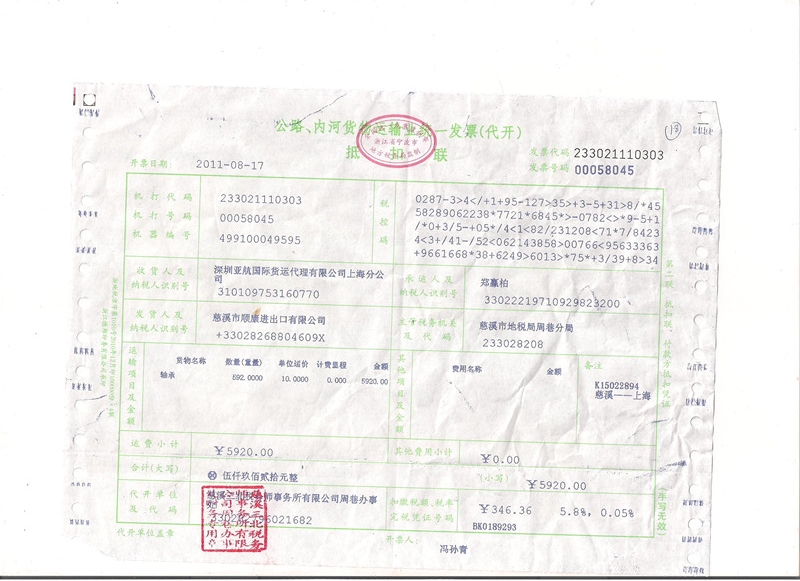 公路、内河货物运输业统一发票(代开)
抵 扣 联
发票代码 233021110303
发票号码 00058045
开票日期: 2011-08-17
机打代码 233021110303
机打号码 00058045
机器编号 499100049595
税控码
0287-3>4</+1+95-127>35>+3-5+31>8/*45
58289062238*7721*6845*>-0782<>*9-5+1
/*0+3/5-+05*/4<1<82/231208<71*7/8423
4<3+/41-/52<062143858>00766<95633363
+9661668*38+6249>6013>*75*+3/39+8>34
收货人及纳税人识别号
深圳亚航国际货运代理有限公司上海分公司
310109753160770
承运人及纳税人识别号
郑赢柏
33022219710929823200
发货人及纳税人识别号
慈溪市顺康进出口有限公司
+33028268804609X
主管税务机关及代码
慈溪市地税局周巷分局
233028208
运输项目及金额
货物名称 数量(重量) 单位运价 计费里程 金额
轴承 592.0000 10.0000 0.000 5920.00
其他项目及金额
费用名称 金额
备注
K15022894
慈溪——上海
运费小计 ¥5920.00
其他费用小计 ¥0.00
合计(大写) ⊗ 伍仟玖佰贰拾元整
(小写) ¥5920.00
代开单位及代码
师事务所有限公司周巷办事
扣缴税额、税率 ¥346.36 5.8%, 0.05%
完税凭证号码 BK0189293
代开单位盖章
开票人: 冯孙青
(手写无效)
第二联 抵扣联 付款方抵扣凭证